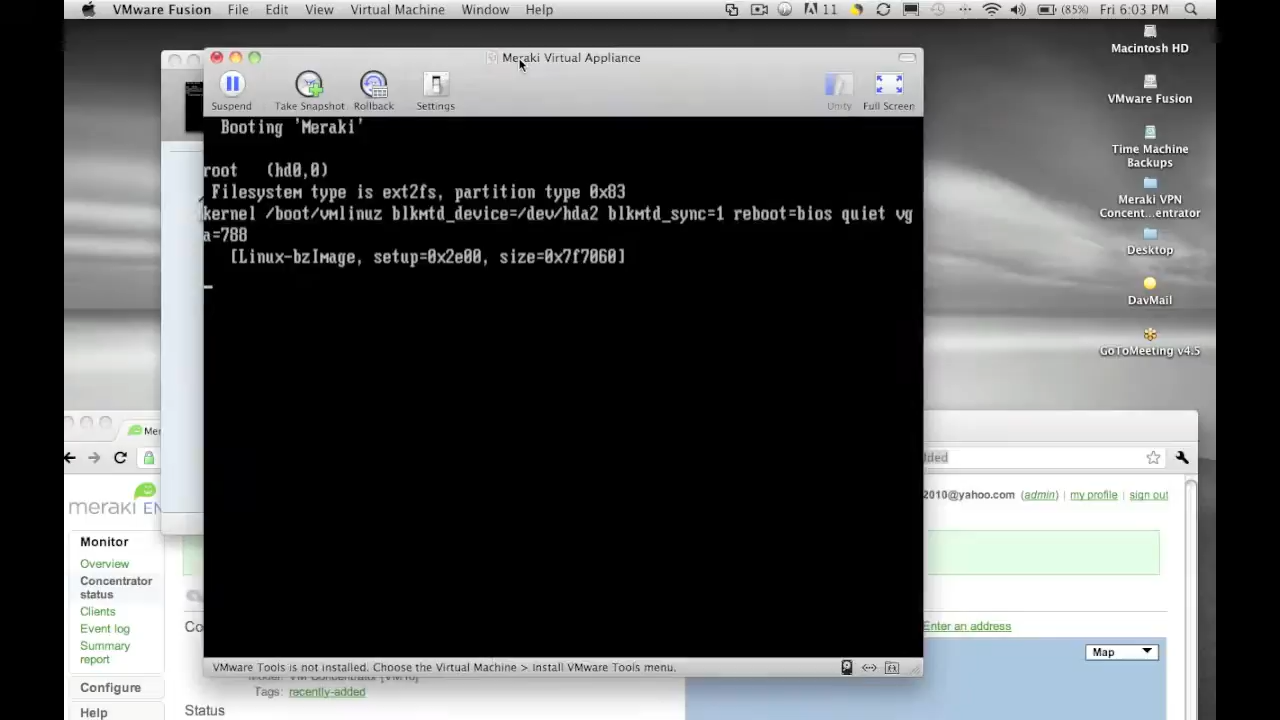 VMware Fusion File Edit View Virtual Machine Window Help 11 (85%) Fri 6:03 PM
Macintosh HD
VMware Fusion
Time Machine
Backups
Meraki VPN
Concent...entrator
Desktop
DavMail
GoToMeeting v4.5
Meraki Virtual Appliance
Suspend Take Snapshot Rollback Settings Unity Full Screen
Booting 'Meraki'
root (hd0,0)
Filesystem type is ext2fs, partition type 0x83
kernel /boot/vmlinuz blkmtd_device=/dev/hda2 blkmtd_sync=1 reboot=bios quiet vg
a=788
[Linux-bzImage, setup=0x2e00, size=0x7f7060]
VMware Tools is not installed. Choose the Virtual Machine > Install VMware Tools menu.
Mer
dded
meraki EN
2010@yahoo.com (admin) | my profile | sign out
Monitor
Overview
Concentrator
status
Clients
Event log
Summary
report
Configure
Help
Co
Enter an address
Map
Tags: recently-added
Status